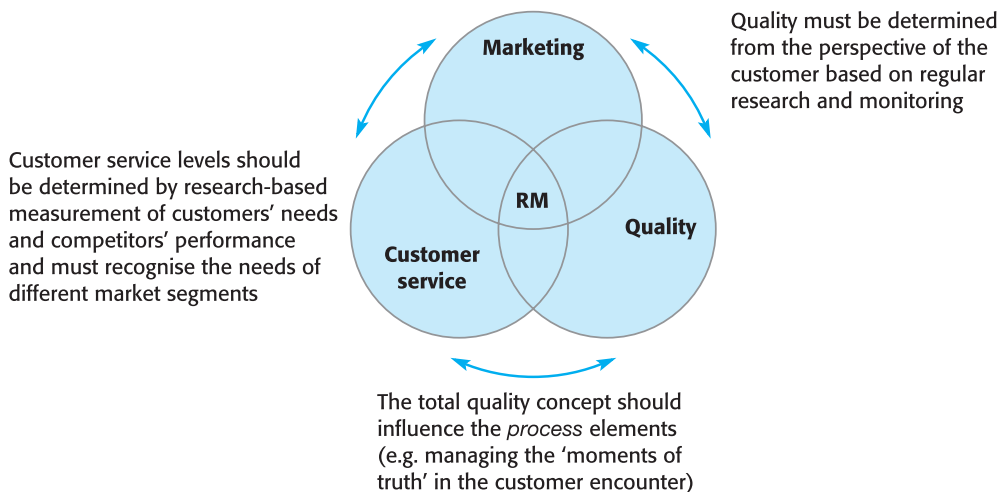 Marketing
Quality must be determined
from the perspective of the
customer based on regular
research and monitoring
Customer service levels should
be determined by research-based
measurement of customers’ needs
and competitors’ performance
and must recognise the needs of
different market segments
RM
Quality
Customer
service
The total quality concept should
influence the process elements
(e.g. managing the ‘moments of
truth’ in the customer encounter)